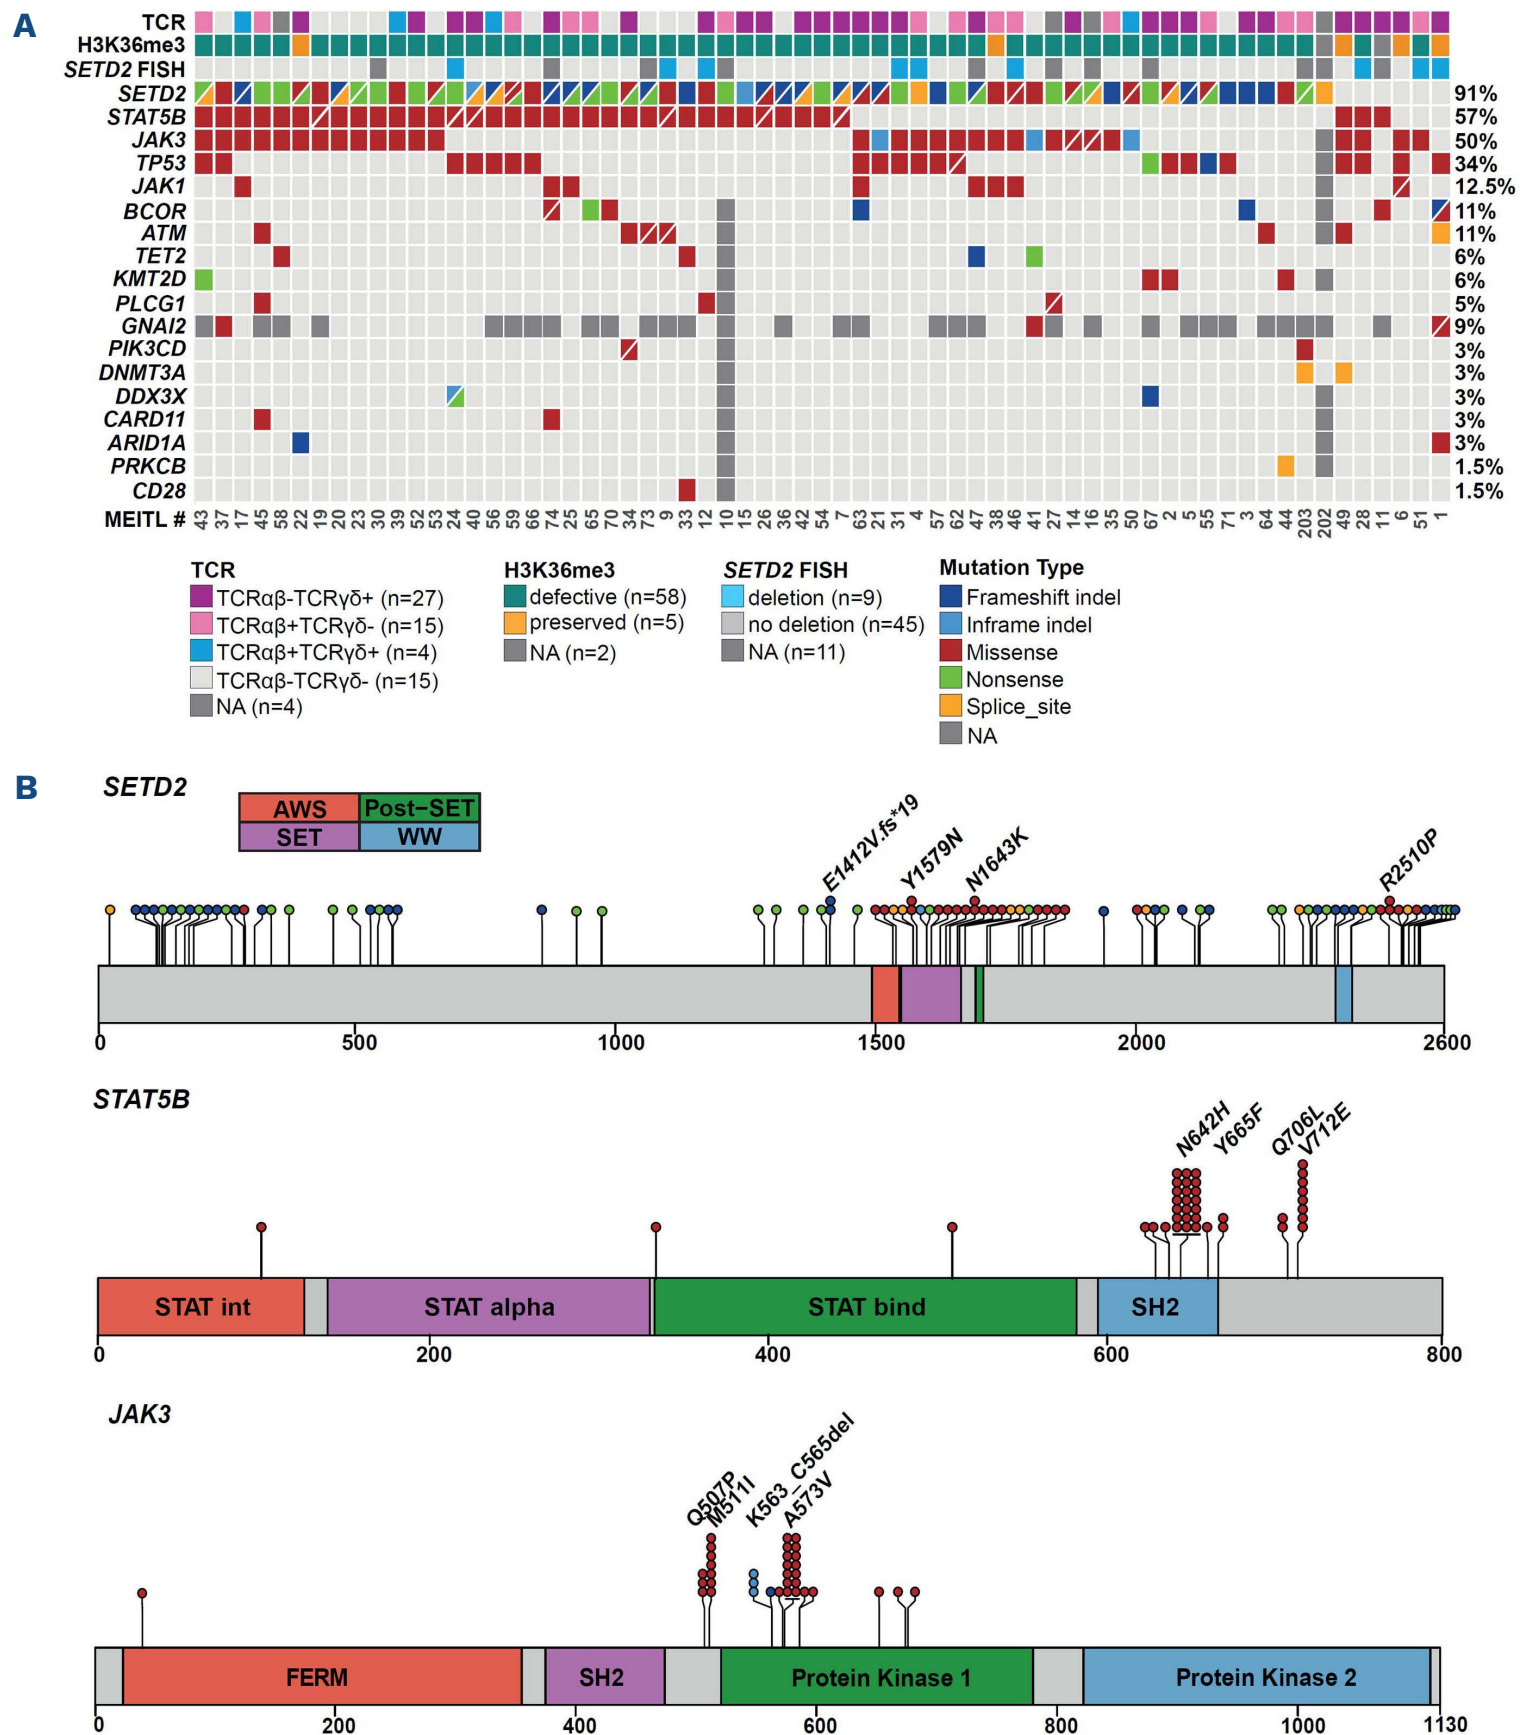 A
TCR
H3K36me3
SETD2 FISH
SETD2 91%
STAT5B 57%
JAK3 50%
TP53 34%
JAK1 12.5%
BCOR 11%
ATM 11%
TET2 6%
KMT2D 6%
PLCG1 5%
GNAI2 9%
PIK3CD 3%
DNMT3A 3%
DDX3X 3%
CARD11 3%
ARID1A 3%
PRKCB 1.5%
CD28 1.5%
MEITL # 43 37 17 45 58 22 19 20 23 30 39 52 53 24 40 56 59 66 74 25 65 70 34 73 9 33 12 10 15 26 36 42 54 7 63 21 31 4 57 62 47 38 46 41 27 14 16 35 50 67 2 5 55 71 3 64 44 203 202 49 28 11 6 51 1
TCR
TCRαβ-TCRγδ+ (n=27)
TCRαβ+TCRγδ- (n=15)
TCRαβ+TCRγδ+ (n=4)
TCRαβ-TCRγδ- (n=15)
NA (n=4)
H3K36me3
defective (n=58)
preserved (n=5)
NA (n=2)
SETD2 FISH
deletion (n=9)
no deletion (n=45)
NA (n=11)
Mutation Type
Frameshift indel
Inframe indel
Missense
Nonsense
Splice_site
NA
B
SETD2
AWS Post-SET
SET WW
E1412V.fs*19 Y1579N N1643K R2510P
0 500 1000 1500 2000 2600
STAT5B
N642H Y665F Q706L V712E
STAT int STAT alpha STAT bind SH2
0 200 400 600 800
JAK3
Q507P M511I K563_C565del A573V
FERM SH2 Protein Kinase 1 Protein Kinase 2
0 200 400 600 800 1000 1130